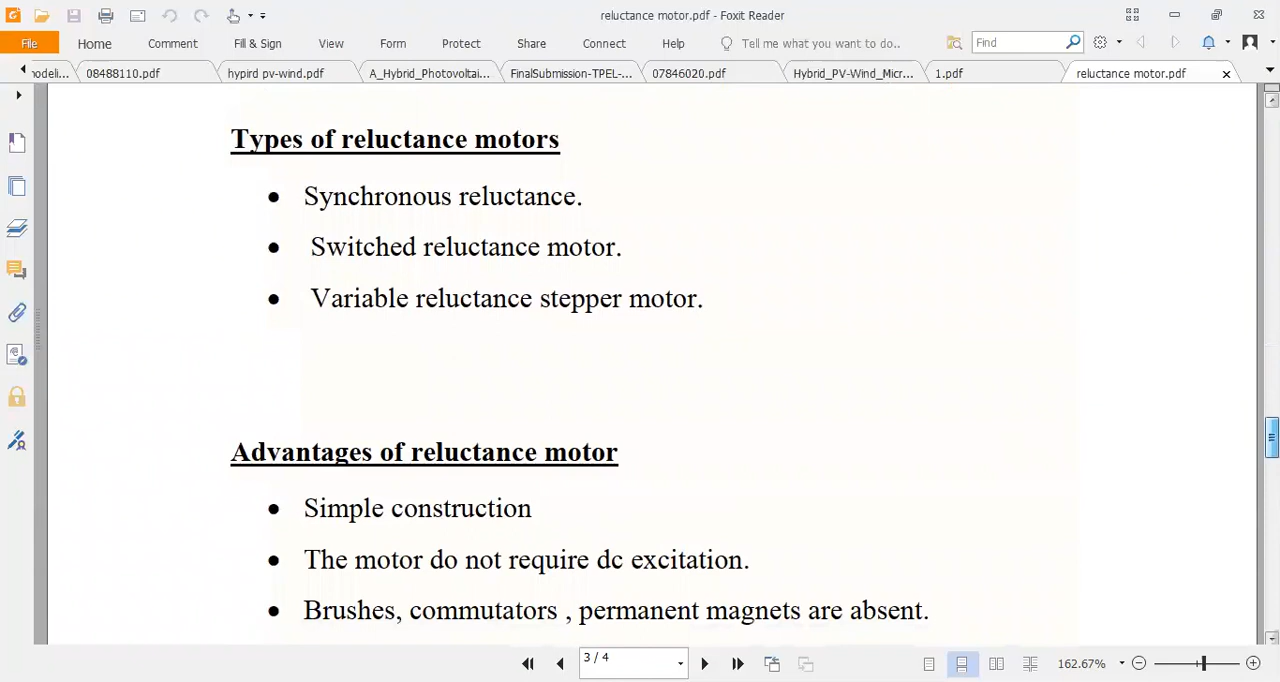 reluctance motor.pdf - Foxit Reader
File Home Comment Fill & Sign View Form Protect Share Connect Help Tell me what you want to do.. Find
nodeli... 08488110.pdf hypird pv-wind.pdf A_Hybrid_Photovoltai... FinalSubmission-TPEL-... 07846020.pdf Hybrid_PV-Wind_Micr... 1.pdf reluctance motor.pdf
Types of reluctance motors
• Synchronous reluctance.
• Switched reluctance motor.
• Variable reluctance stepper motor.
Advantages of reluctance motor
• Simple construction
• The motor do not require dc excitation.
• Brushes, commutators , permanent magnets are absent.
3 / 4 162.67%